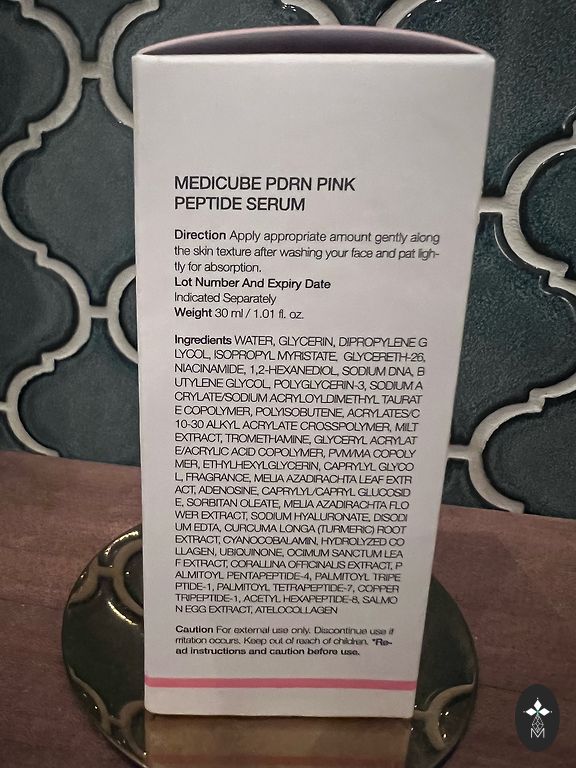 MEDICUBE PDRN PINK
PEPTIDE SERUM
Direction Apply appropriate amount gently along
the skin texture after washing your face and pat ligh-
tly for absorption.
Lot Number And Expiry Date
Indicated Separately
Weight 30 ml / 1.01 fl. oz.
Ingredients WATER, GLYCERIN, DIPROPYLENE G
LYCOL, ISOPROPYL MYRISTATE, GLYCERETH-26,
NIACINAMIDE, 1,2-HEXANEDIOL, SODIUM DNA, B
UTYLENE GLYCOL, POLYGLYCERIN-3, SODIUM A
CRYLATE/SODIUM ACRYLOYLDIMETHYL TAURAT
E COPOLYMER, POLYISOBUTENE, ACRYLATES/C
10-30 ALKYL ACRYLATE CROSSPOLYMER, MILT
EXTRACT, TROMETHAMINE, GLYCERYL ACRYLAT
E/ACRYLIC ACID COPOLYMER, PVM/MA COPOLY
MER, ETHYLHEXYLGLYCERIN, CAPRYLYL GLYCO
L, FRAGRANCE, MELIA AZADIRACHTA LEAF EXTR
ACT, ADENOSINE, CAPRYLYL/CAPRYL GLUCOSID
E, SORBITAN OLEATE, MELIA AZADIRACHTA FLO
WER EXTRACT, SODIUM HYALURONATE, DISODI
UM EDTA, CURCUMA LONGA (TURMERIC) ROOT
EXTRACT, CYANOCOBALAMIN, HYDROLYZED CO
LLAGEN, UBIQUINONE, OCIMUM SANCTUM LEA
F EXTRACT, CORALLINA OFFICINALIS EXTRACT, P
ALMITOYL PENTAPEPTIDE-4, PALMITOYL TRIPE
PTIDE-1, PALMITOYL TETRAPEPTIDE-7, COPPER
TRIPEPTIDE-1, ACETYL HEXAPEPTIDE-8, SALMO
N EGG EXTRACT, ATELOCOLLAGEN
Caution For external use only. Discontinue use if
irritation occurs. Keep out of reach of children. *Re-
ad instructions and caution before use.
M